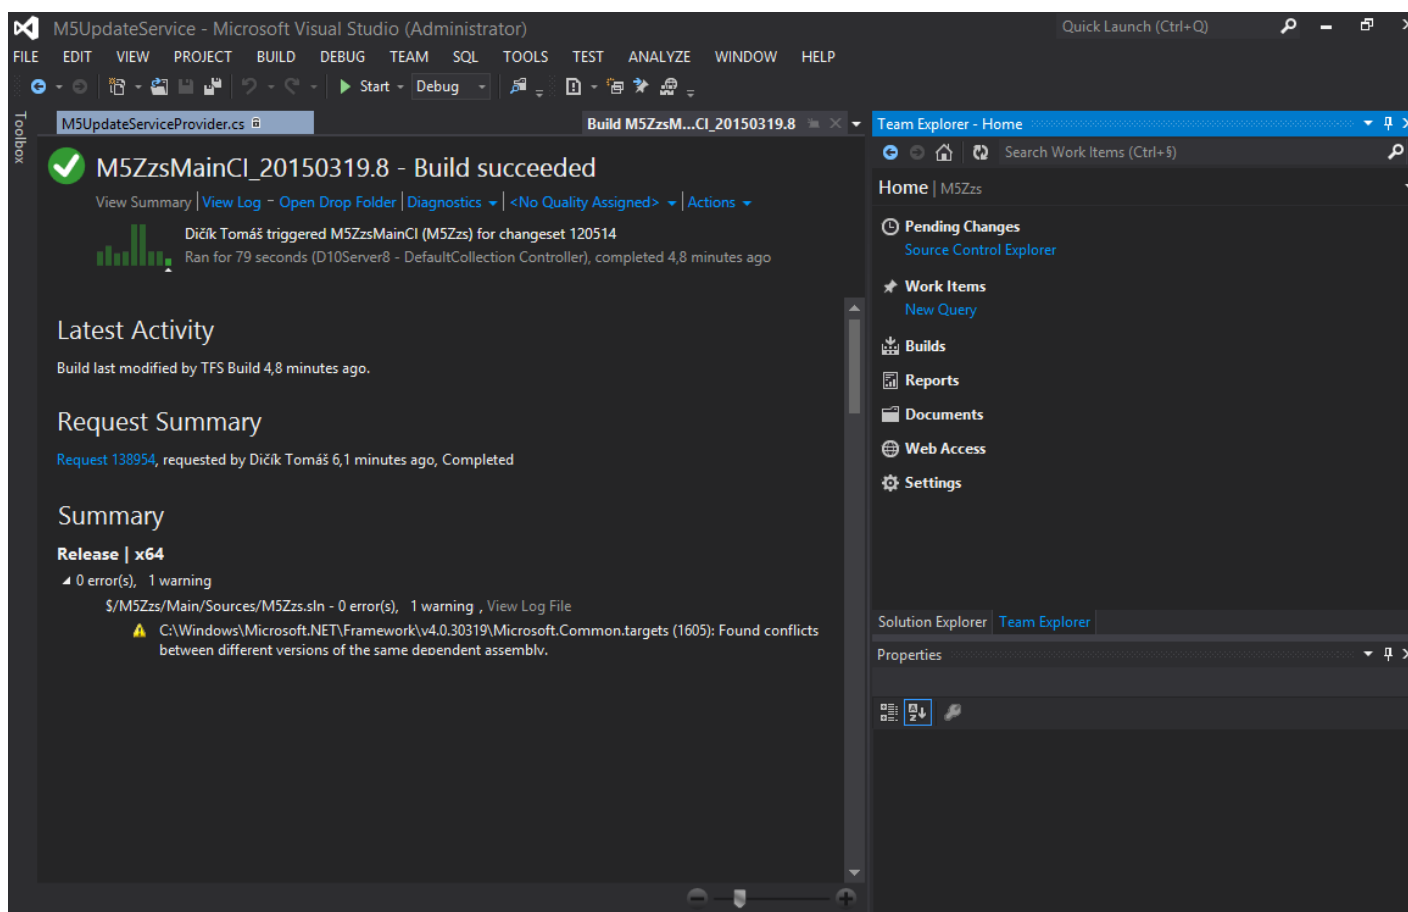 M5UpdateService - Microsoft Visual Studio (Administrator)
Quick Launch (Ctrl+Q)
FILE EDIT VIEW PROJECT BUILD DEBUG TEAM SQL TOOLS TEST ANALYZE WINDOW HELP
Start Debug
Toolbox
M5UpdateServiceProvider.cs
Build M5ZzsM...CI_20150319.8
M5ZzsMainCI_20150319.8 - Build succeeded
View Summary | View Log - Open Drop Folder | Diagnostics | <No Quality Assigned> | Actions
Dičík Tomáš triggered M5ZzsMainCI (M5Zzs) for changeset 120514
Ran for 79 seconds (D10Server8 - DefaultCollection Controller), completed 4,8 minutes ago
Latest Activity
Build last modified by TFS Build 4,8 minutes ago.
Request Summary
Request 138954, requested by Dičík Tomáš 6,1 minutes ago, Completed
Summary
Release | x64
0 error(s), 1 warning
$/M5Zzs/Main/Sources/M5Zzs.sln - 0 error(s), 1 warning , View Log File
C:\Windows\Microsoft.NET\Framework\v4.0.30319\Microsoft.Common.targets (1605): Found conflicts
between different versions of the same dependent assembly.
Team Explorer - Home
Search Work Items (Ctrl+§)
Home | M5Zzs
Pending Changes
Source Control Explorer
Work Items
New Query
Builds
Reports
Documents
Web Access
Settings
Solution Explorer Team Explorer
Properties